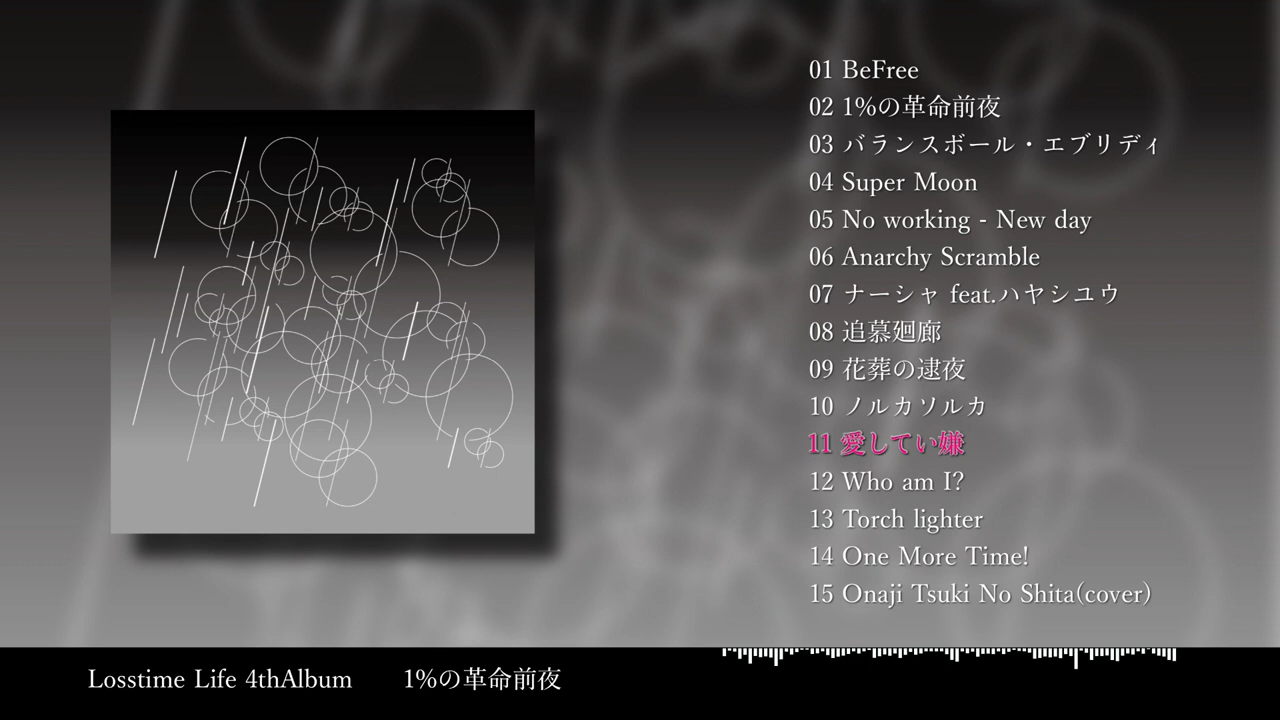 01 BeFree
02 1%の革命前夜
03 バランスボール・エブリディ
04 Super Moon
05 No working - New day
06 Anarchy Scramble
07 ナーシャ feat.ハヤシユウ
08 追慕廻廊
09 花葬の逮夜
10 ノルカソルカ
11 愛してい嫌
12 Who am I?
13 Torch lighter
14 One More Time!
15 Onaji Tsuki No Shita(cover)
Losstime Life 4thAlbum 1%の革命前夜